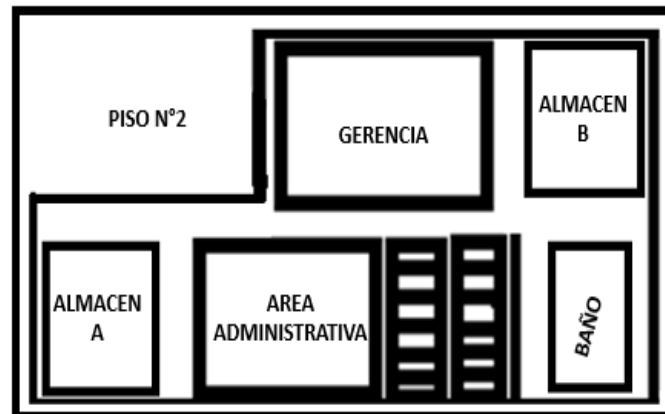 PISO N°2
GERENCIA
ALMACEN
B
ALMACEN
A
AREA
ADMINISTRATIVA
BAÑO